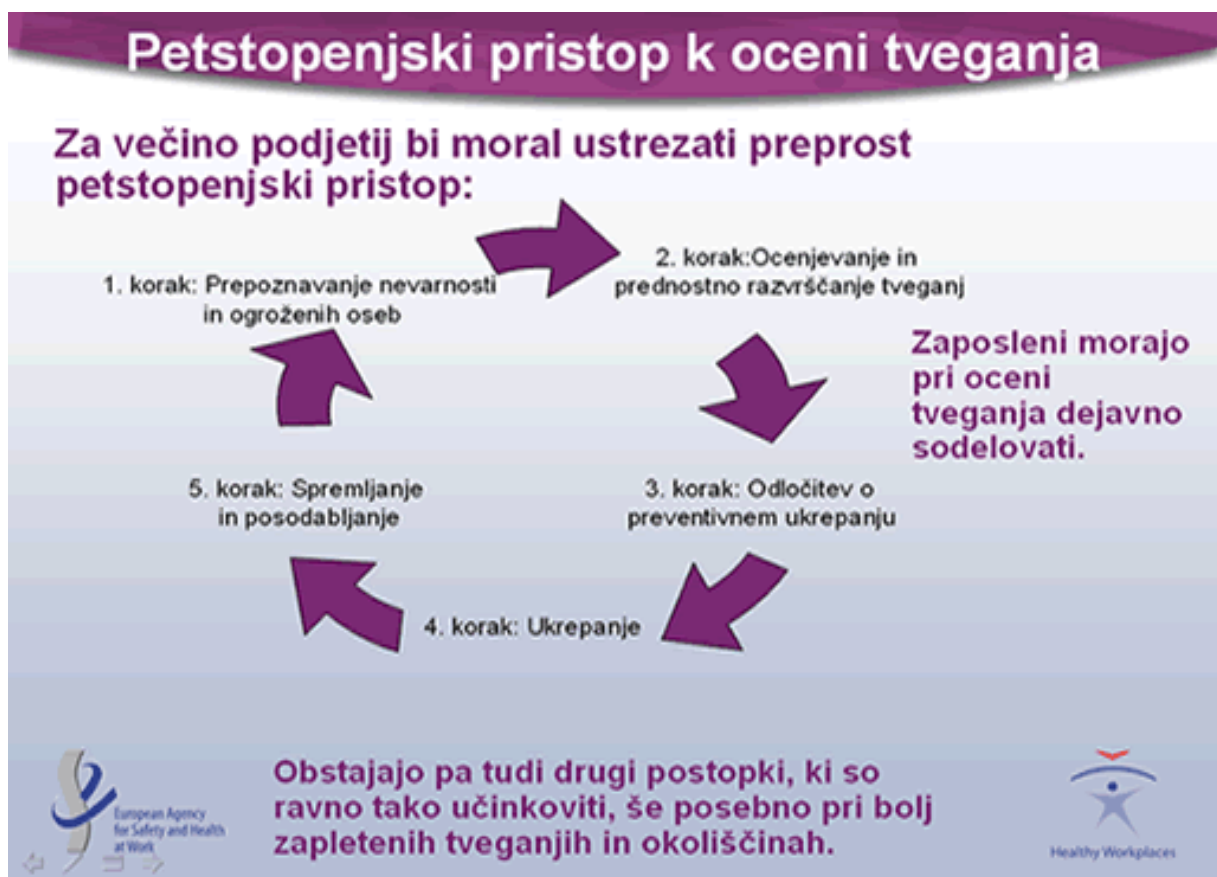 Petstopenjski pristop k oceni tveganja
Za večino podjetij bi moral ustrezati preprost
petstopenjski pristop:
1. korak: Prepoznavanje nevarnosti
in ogroženih oseb
2. korak:Ocenjevanje in
prednostno razvrščanje tveganj
Zaposleni morajo
pri oceni
tveganja dejavno
sodelovati.
3. korak: Odločitev o
preventivnem ukrepanju
4. korak: Ukrepanje
5. korak: Spremljanje
in posodabljanje
Obstajajo pa tudi drugi postopki, ki so
ravno tako učinkoviti, še posebno pri bolj
zapletenih tveganjih in okoliščinah.
European Agency
for Safety and Health
at Work
Healthy Workplaces